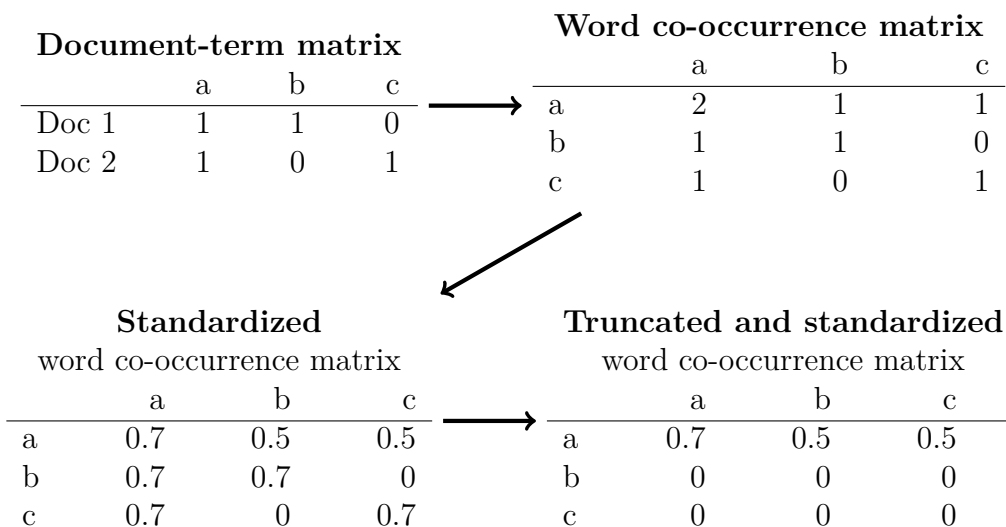 Document-term matrix
a b c
Doc 1 1 1 0
Doc 2 1 0 1
Word co-occurrence matrix
a b c
a 2 1 1
b 1 1 0
c 1 0 1
Standardized
word co-occurrence matrix
a b c
a 0.7 0.5 0.5
b 0.7 0.7 0
c 0.7 0 0.7
Truncated and standardized
word co-occurrence matrix
a b c
a 0.7 0.5 0.5
b 0 0 0
c 0 0 0